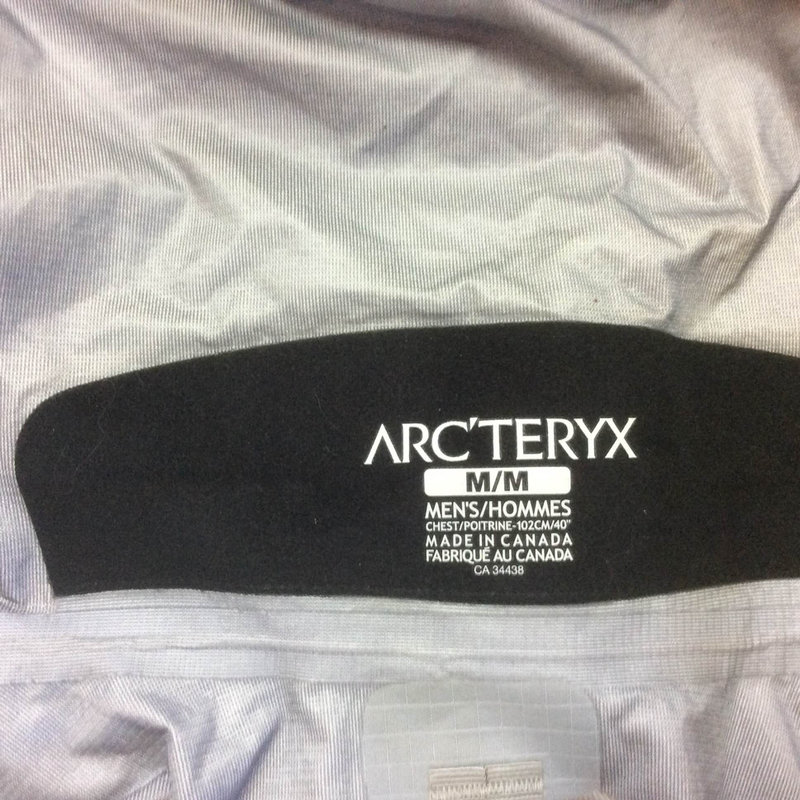 ARC'TERYX
M/M
MEN'S/HOMMES
CHEST/POITRINE-102CM/40"
MADE IN CANADA
FABRIQUÉ AU CANADA
CA 34438